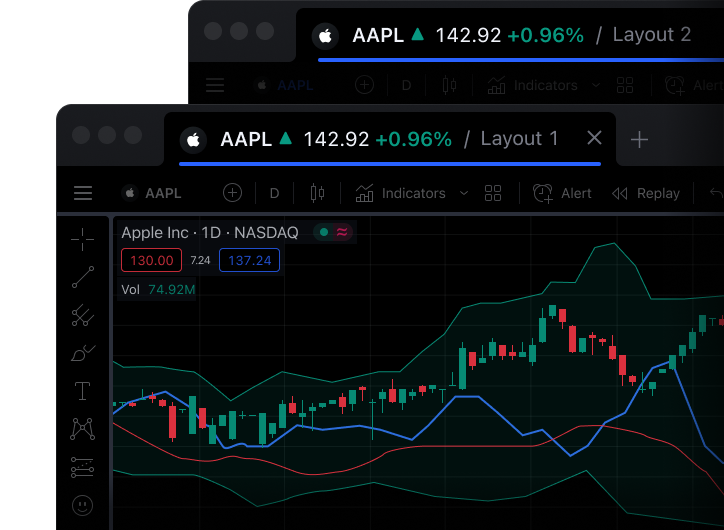 AAPL ▲ 142.92 +0.96% / Layout 2
AAPL D Indicators Alert
AAPL ▲ 142.92 +0.96% / Layout 1
AAPL D Indicators Alert Replay
Apple Inc · 1D · NASDAQ
130.00 7.24 137.24
Vol 74.92M